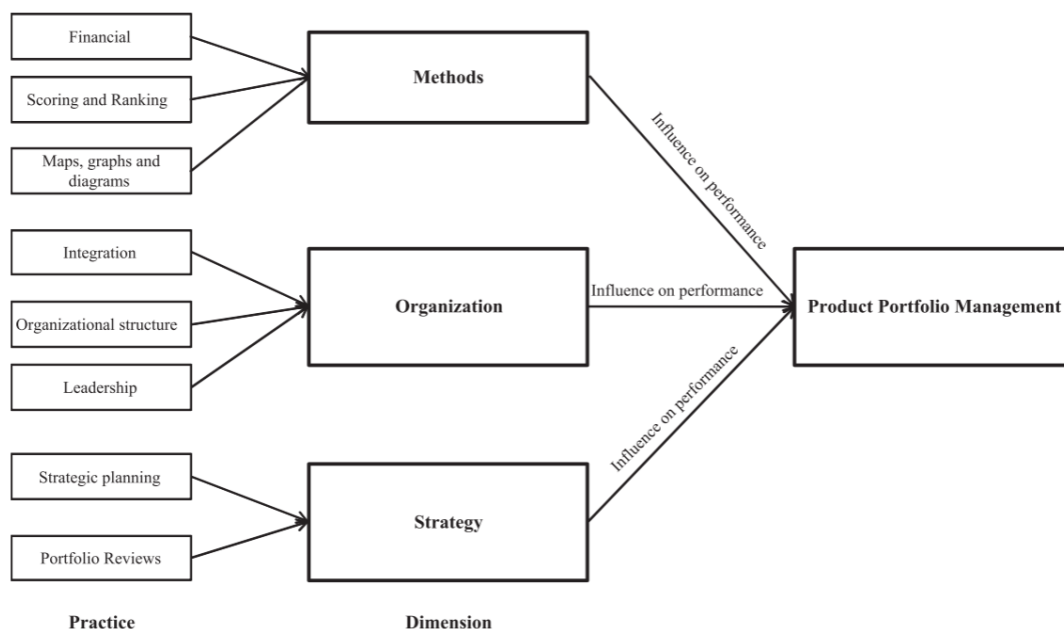 Financial
Scoring and Ranking
Maps, graphs and
diagrams
Methods
Influence on performance
Integration
Organizational structure
Leadership
Organization
Influence on performance
Product Portfolio Management
Strategic planning
Portfolio Reviews
Strategy
Influence on performance
Practice
Dimension